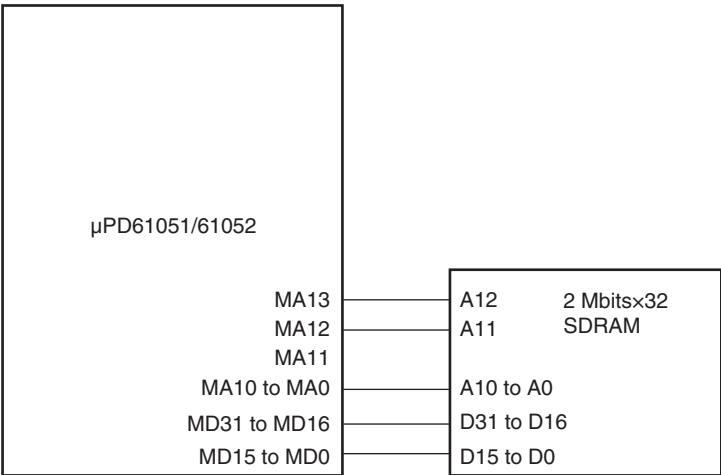 µPD61051/61052
MA13 A12 2 Mbits×32
MA12 A11 SDRAM
MA11
MA10 to MA0 A10 to A0
MD31 to MD16 D31 to D16
MD15 to MD0 D15 to D0